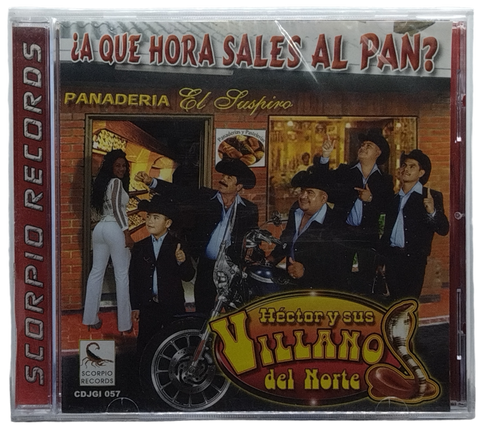 ¿A QUE HORA SALES AL PAN?
SCORPIO RECORDS
PANADERIA El Suspiro
Héctor y sus
VILLANOS
del Norte
SCORPIO
RECORDS
CDJGI 057